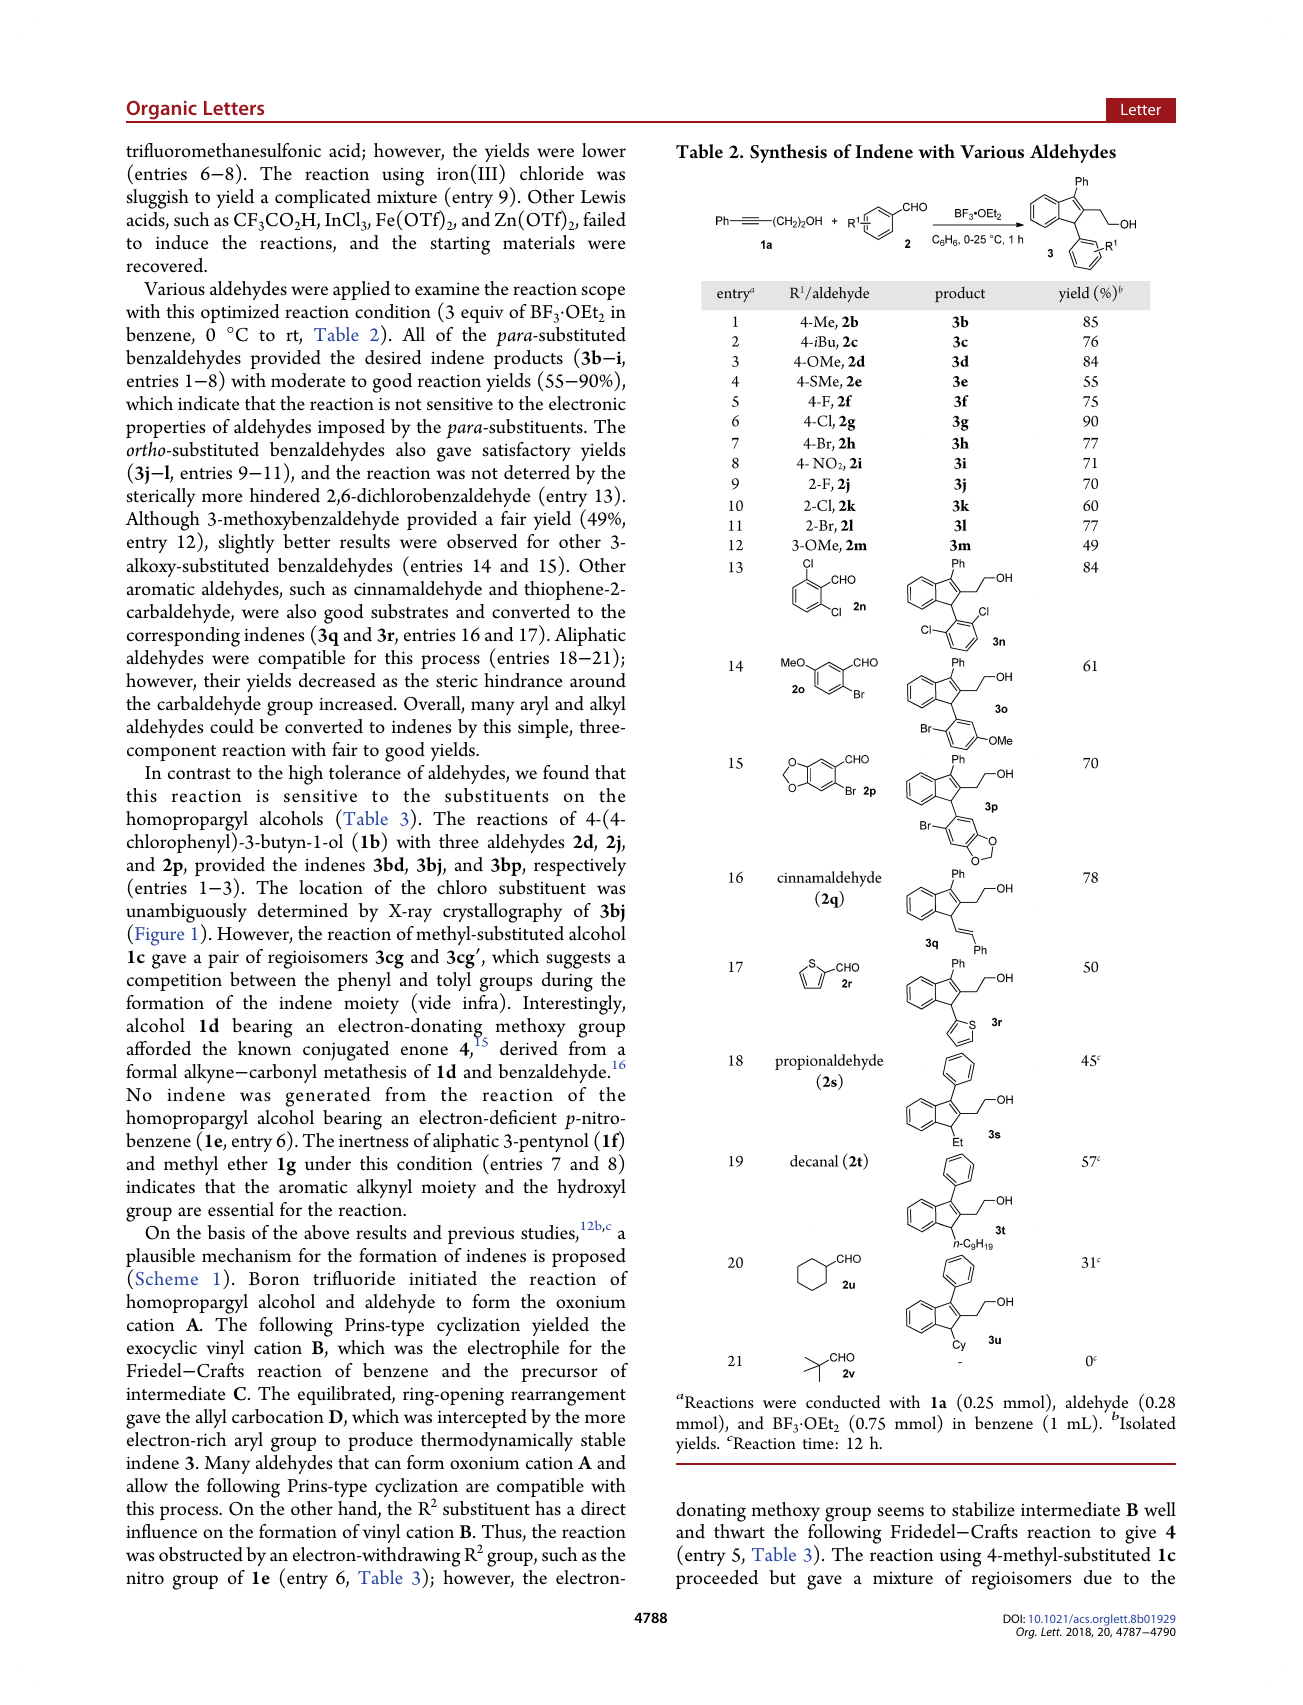 Organic Letters
Letter
trifluoromethanesulfonic acid; however, the yields were lower
(entries 6−8). The reaction using iron(III) chloride was
sluggish to yield a complicated mixture (entry 9). Other Lewis
acids, such as CF₃CO₂H, InCl₃, Fe(OTf)₂, and Zn(OTf)₂, failed
to induce the reactions, and the starting materials were
recovered.
Various aldehydes were applied to examine the reaction scope
with this optimized reaction condition (3 equiv of BF₃·OEt₂ in
benzene, 0 °C to rt, Table 2). All of the para-substituted
benzaldehydes provided the desired indene products (3b−i,
entries 1−8) with moderate to good reaction yields (55−90%),
which indicate that the reaction is not sensitive to the electronic
properties of aldehydes imposed by the para-substituents. The
ortho-substituted benzaldehydes also gave satisfactory yields
(3j−l, entries 9−11), and the reaction was not deterred by the
sterically more hindered 2,6-dichlorobenzaldehyde (entry 13).
Although 3-methoxybenzaldehyde provided a fair yield (49%,
entry 12), slightly better results were observed for other 3-
alkoxy-substituted benzaldehydes (entries 14 and 15). Other
aromatic aldehydes, such as cinnamaldehyde and thiophene-2-
carbaldehyde, were also good substrates and converted to the
corresponding indenes (3q and 3r, entries 16 and 17). Aliphatic
aldehydes were compatible for this process (entries 18−21);
however, their yields decreased as the steric hindrance around
the carbaldehyde group increased. Overall, many aryl and alkyl
aldehydes could be converted to indenes by this simple, three-
component reaction with fair to good yields.
In contrast to the high tolerance of aldehydes, we found that
this reaction is sensitive to the substituents on the
homopropargyl alcohols (Table 3). The reactions of 4-(4-
chlorophenyl)-3-butyn-1-ol (1b) with three aldehydes 2d, 2j,
and 2p, provided the indenes 3bd, 3bj, and 3bp, respectively
(entries 1−3). The location of the chloro substituent was
unambiguously determined by X-ray crystallography of 3bj
(Figure 1). However, the reaction of methyl-substituted alcohol
1c gave a pair of regioisomers 3cg and 3cg′, which suggests a
competition between the phenyl and tolyl groups during the
formation of the indene moiety (vide infra). Interestingly,
alcohol 1d bearing an electron-donating methoxy group
afforded the known conjugated enone 4,¹⁵ derived from a
formal alkyne−carbonyl metathesis of 1d and benzaldehyde.¹⁶
No indene was generated from the reaction of the
homopropargyl alcohol bearing an electron-deficient p-nitro-
benzene (1e, entry 6). The inertness of aliphatic 3-pentynol (1f)
and methyl ether 1g under this condition (entries 7 and 8)
indicates that the aromatic alkynyl moiety and the hydroxyl
group are essential for the reaction.
On the basis of the above results and previous studies,¹²ᵇ,ᶜ a
plausible mechanism for the formation of indenes is proposed
(Scheme 1). Boron trifluoride initiated the reaction of
homopropargyl alcohol and aldehyde to form the oxonium
cation A. The following Prins-type cyclization yielded the
exocyclic vinyl cation B, which was the electrophile for the
Friedel−Crafts reaction of benzene and the precursor of
intermediate C. The equilibrated, ring-opening rearrangement
gave the allyl carbocation D, which was intercepted by the more
electron-rich aryl group to produce thermodynamically stable
indene 3. Many aldehydes that can form oxonium cation A and
allow the following Prins-type cyclization are compatible with
this process. On the other hand, the R² substituent has a direct
influence on the formation of vinyl cation B. Thus, the reaction
was obstructed by an electron-withdrawing R² group, such as the
nitro group of 1e (entry 6, Table 3); however, the electron-
Table 2. Synthesis of Indene with Various Aldehydes
Ph (CH₂)₂OH + R¹ CHO BF₃•OEt₂ Ph OH
1a 2 C₆H₆, 0-25 °C, 1 h 3 R¹
entryᵃ R¹/aldehyde product yield (%)ᵇ
1 4-Me, 2b 3b 85
2 4-iBu, 2c 3c 76
3 4-OMe, 2d 3d 84
4 4-SMe, 2e 3e 55
5 4-F, 2f 3f 75
6 4-Cl, 2g 3g 90
7 4-Br, 2h 3h 77
8 4- NO₂, 2i 3i 71
9 2-F, 2j 3j 70
10 2-Cl, 2k 3k 60
11 2-Br, 2l 3l 77
12 3-OMe, 2m 3m 49
13 Cl CHO Cl 2n Ph OH Cl Cl 3n 84
14 MeO CHO Br 2o Ph OH Br OMe 3o 61
15 O O CHO Br 2p Ph OH Br O O 3p 70
16 cinnamaldehyde Ph OH 78
(2q) 3q Ph
17 S CHO 2r Ph OH S 3r 50
18 propionaldehyde OH 45ᶜ
(2s) Et 3s
19 decanal (2t) OH n-C₉H₁₉ 3t 57ᶜ
20 CHO 2u OH Cy 3u 31ᶜ
21 CHO 2v - 0ᶜ
ᵃReactions were conducted with 1a (0.25 mmol), aldehyde (0.28
mmol), and BF₃·OEt₂ (0.75 mmol) in benzene (1 mL). ᵇIsolated
yields. ᶜReaction time: 12 h.
donating methoxy group seems to stabilize intermediate B well
and thwart the following Fridedel−Crafts reaction to give 4
(entry 5, Table 3). The reaction using 4-methyl-substituted 1c
proceeded but gave a mixture of regioisomers due to the
4788
DOI: 10.1021/acs.orglett.8b01929
Org. Lett. 2018, 20, 4787−4790